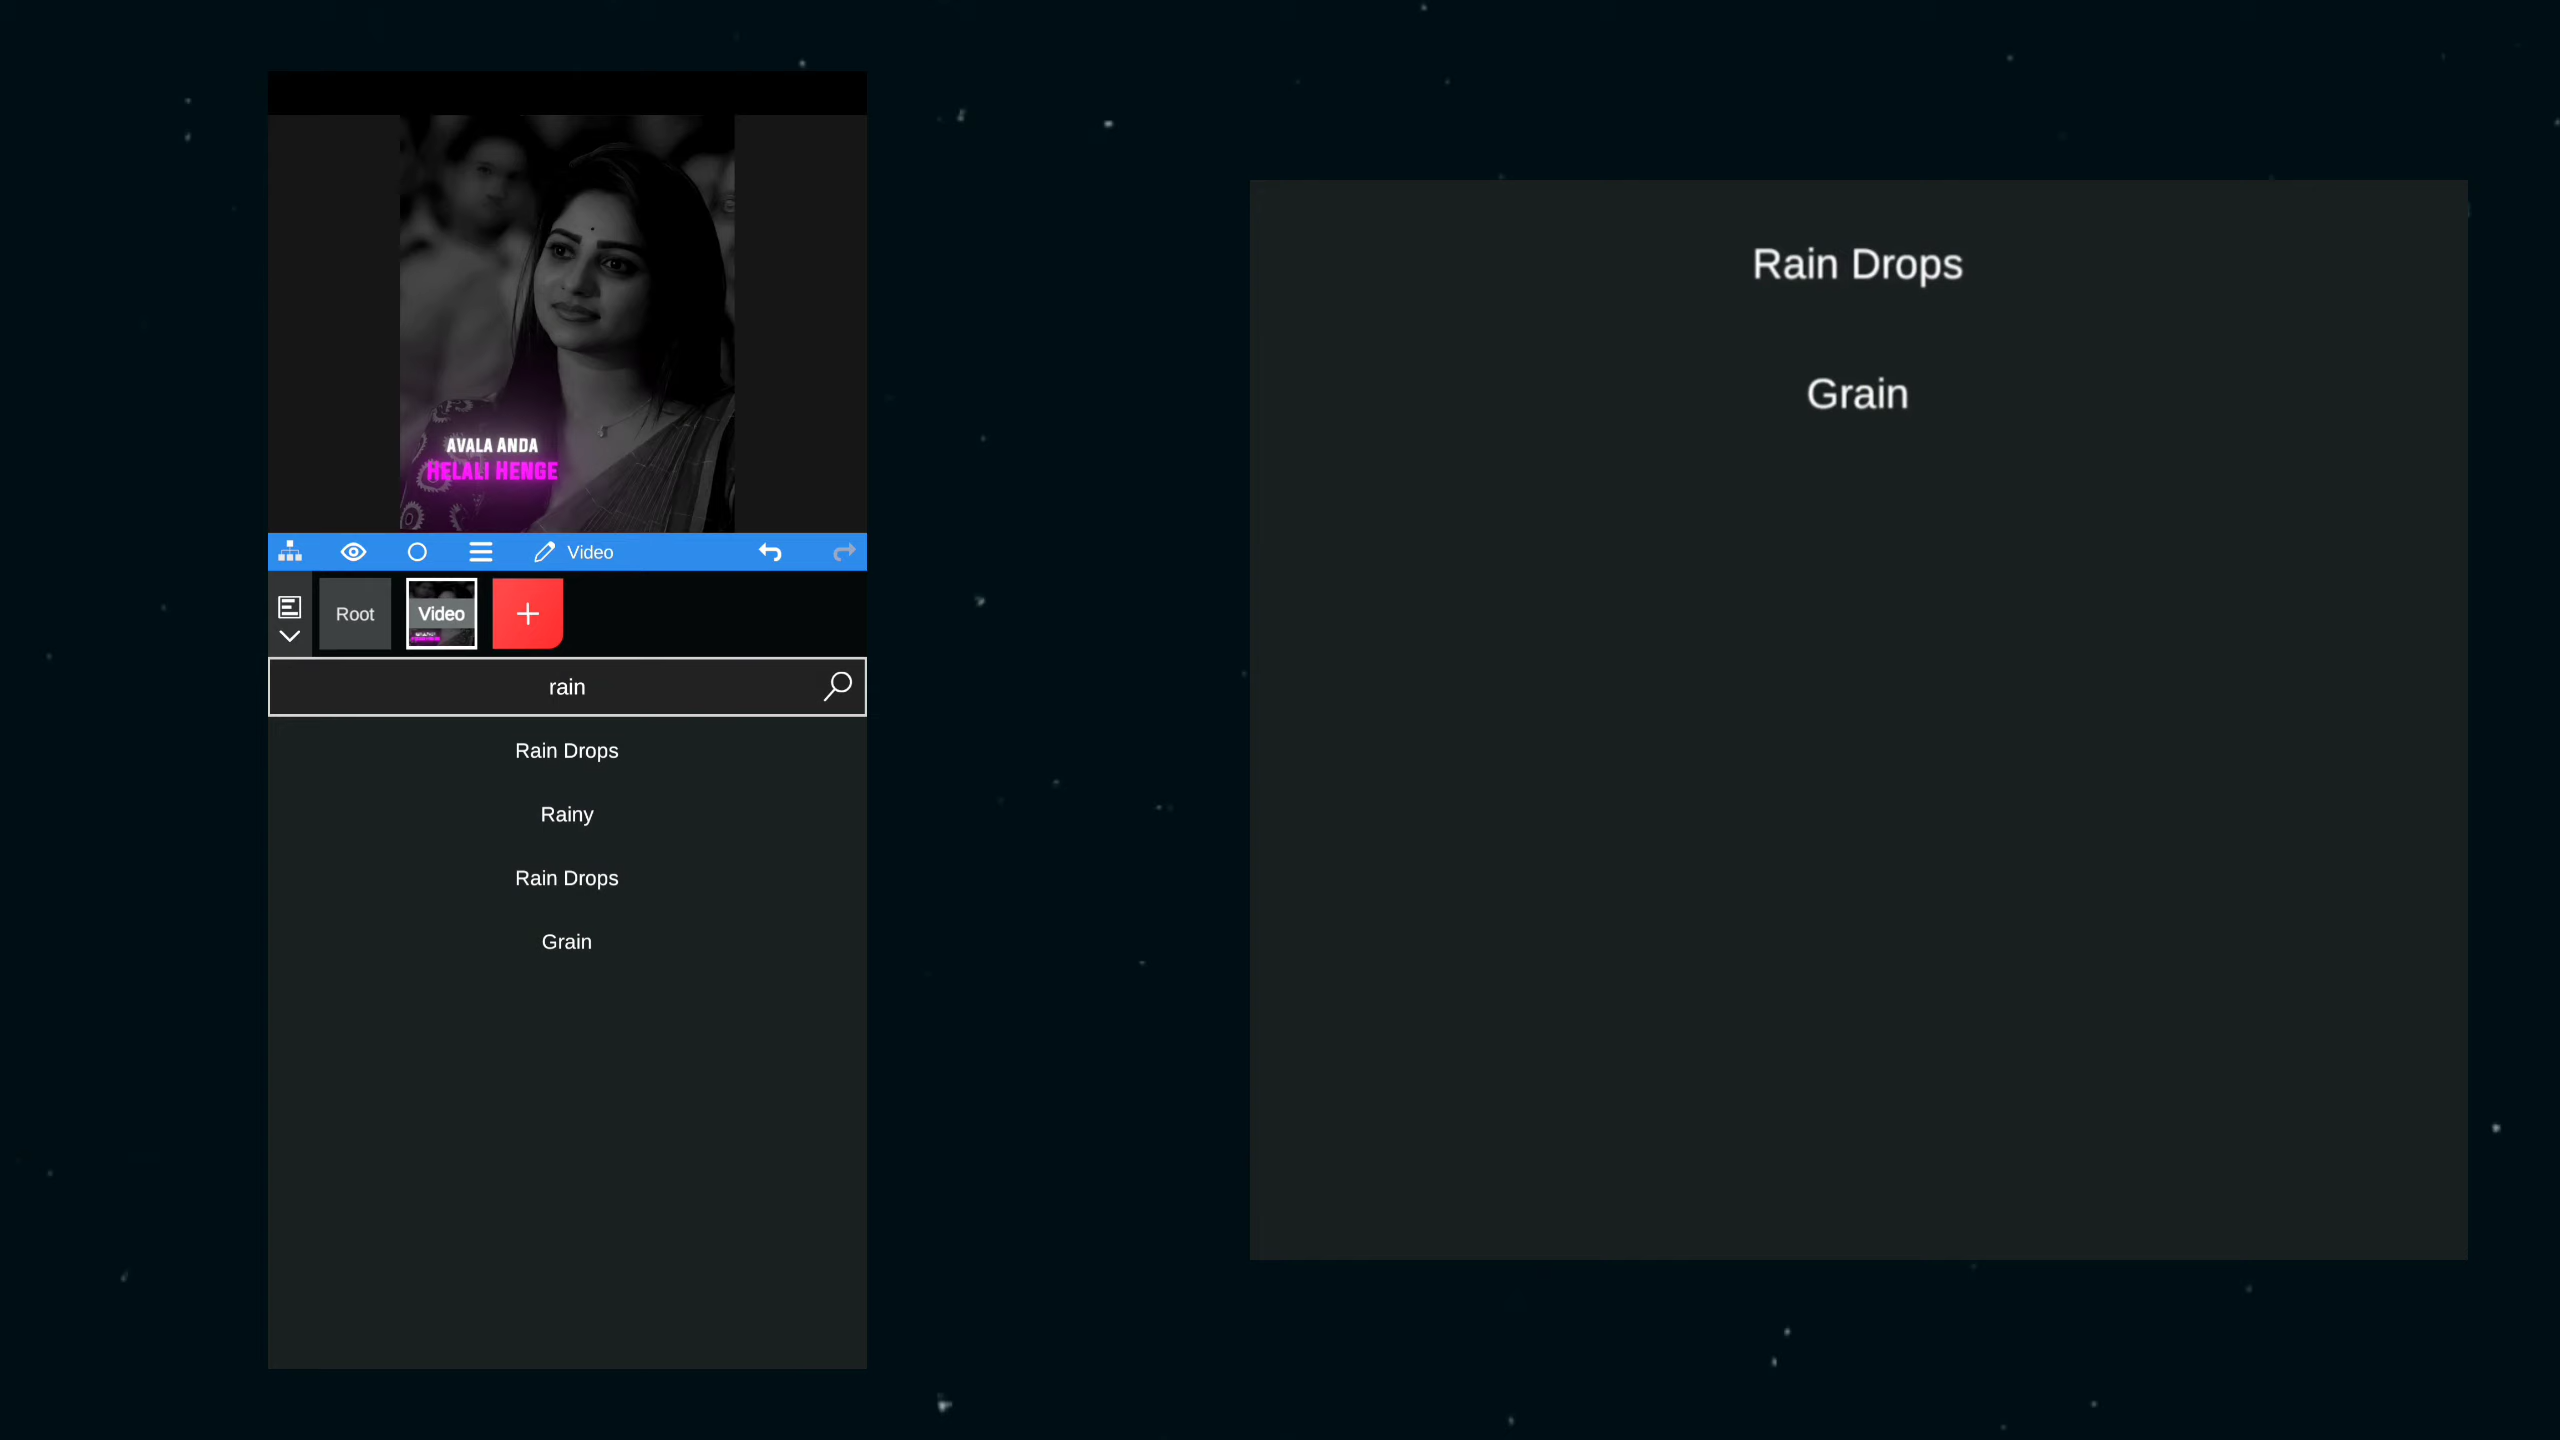 AVALA ANDA
HELALI HENGE
Video
Root
Video
rain
Rain Drops
Rainy
Rain Drops
Grain
Rain Drops
Grain